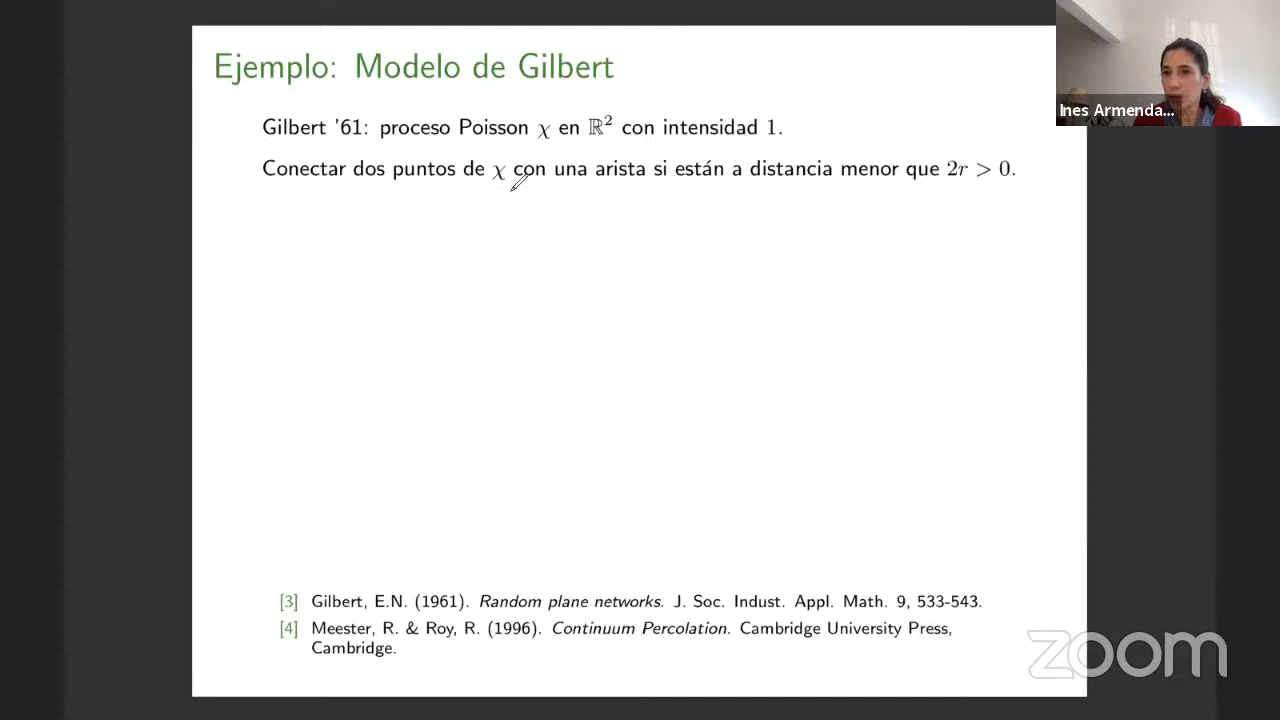 Ejemplo: Modelo de Gilbert
Ines Armenda...
Gilbert '61: proceso Poisson χ en ℝ² con intensidad 1.
Conectar dos puntos de χ con una arista si están a distancia menor que 2r > 0.
[3] Gilbert, E.N. (1961). Random plane networks. J. Soc. Indust. Appl. Math. 9, 533-543.
[4] Meester, R. & Roy, R. (1996). Continuum Percolation. Cambridge University Press,
Cambridge.
zoom